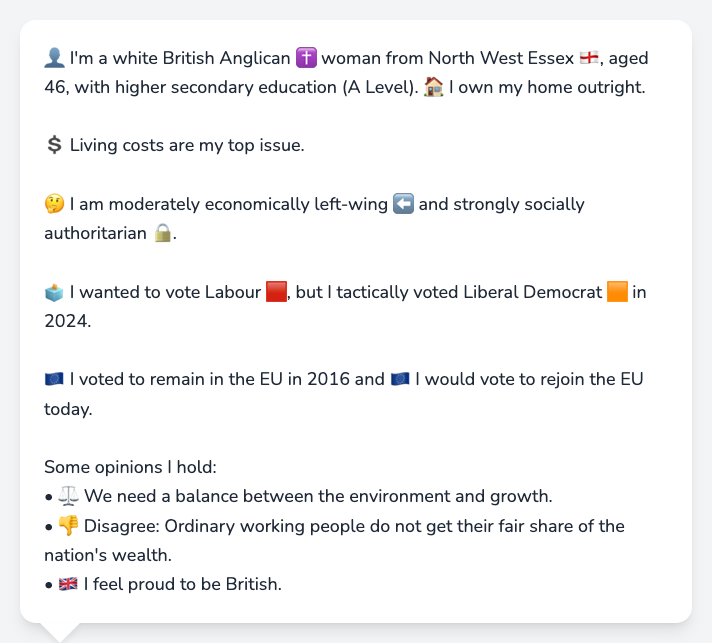 👤 I'm a white British Anglican ✝️ woman from North West Essex 🏴󠁧󠁢󠁥󠁮󠁧󠁿, aged
46, with higher secondary education (A Level). 🏠 I own my home outright.
💲 Living costs are my top issue.
🤔 I am moderately economically left-wing ⬅️ and strongly socially
authoritarian 🔒.
🗳️ I wanted to vote Labour 🟥, but I tactically voted Liberal Democrat 🟧 in
2024.
🇪🇺 I voted to remain in the EU in 2016 and 🇪🇺 I would vote to rejoin the EU
today.
Some opinions I hold:
• ⚖️ We need a balance between the environment and growth.
• 👎 Disagree: Ordinary working people do not get their fair share of the
nation's wealth.
• 🇬🇧 I feel proud to be British.